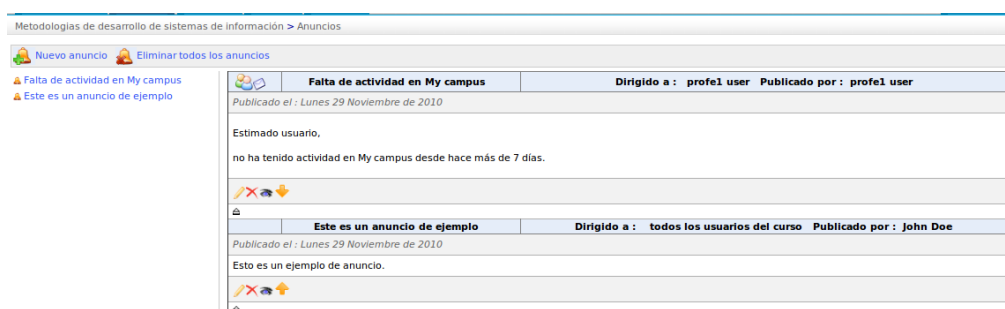 Metodologias de desarrollo de sistemas de información > Anuncios
Nuevo anuncio Eliminar todos los anuncios
Falta de actividad en My campus
Este es un anuncio de ejemplo
Falta de actividad en My campus Dirigido a : profe1 user Publicado por : profe1 user
Publicado el : Lunes 29 Noviembre de 2010
Estimado usuario,
no ha tenido actividad en My campus desde hace más de 7 días.
Este es un anuncio de ejemplo Dirigido a : todos los usuarios del curso Publicado por : John Doe
Publicado el : Lunes 29 Noviembre de 2010
Esto es un ejemplo de anuncio.